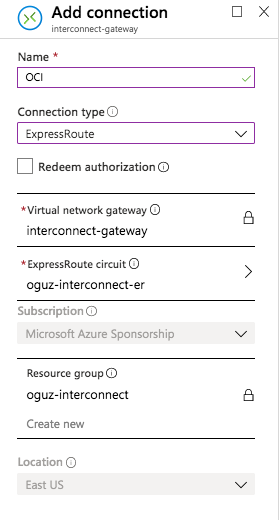 Add connection
interconnect-gateway
* Name ⓘ
OCI
Connection type ⓘ
ExpressRoute
Redeem authorization ⓘ
* Virtual network gateway ⓘ
interconnect-gateway
* ExpressRoute circuit ⓘ
oguz-interconnect-er
Subscription ⓘ
Microsoft Azure Sponsorship
Resource group ⓘ
oguz-interconnect
Create new
Location ⓘ
East US